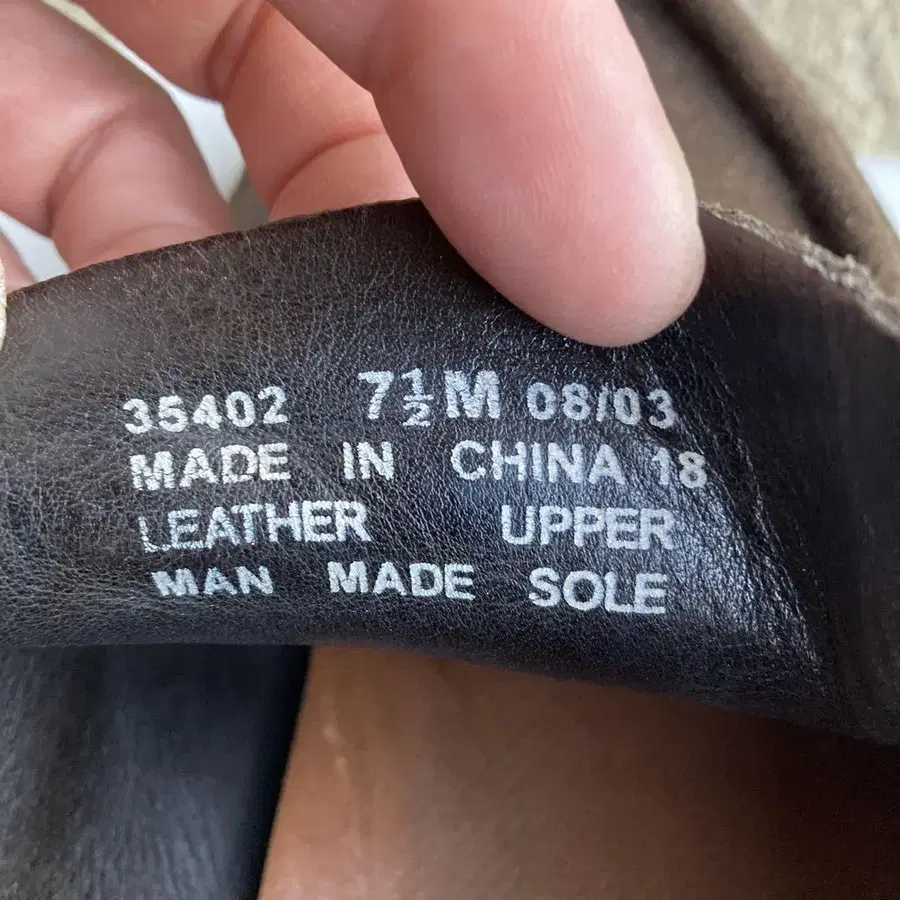 35402 7½M 08/03
MADE IN CHINA 18
LEATHER UPPER
MAN MADE SOLE